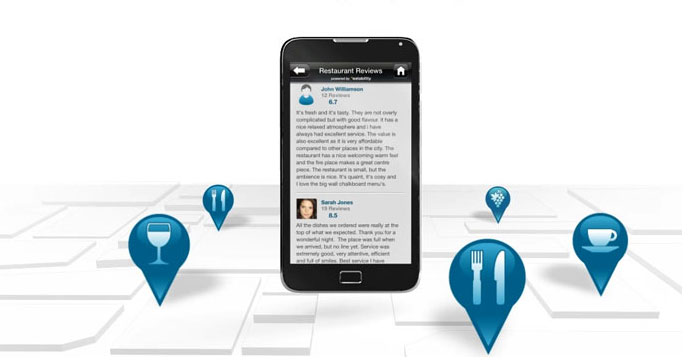 Restaurant Reviews
powered by eatability
John Williamson
12 Reviews
6.7
It's fresh and it's tasty. They are not overly
complicated but with good flavour. It has a
nice relaxed atmosphere and i have
always had excellent service. The value is
also excellent as it is very affordable
compared to other places in the city. The
restaurant has a nice welcoming warm feel
and the fire place makes a great centre
piece. The restaurant is small, but the
ambience is nice. It's quaint, it's cosy and
I love the big wall chalkboard menu's.
Sarah Jones
13 Reviews
8.5
All the dishes we ordered were really at the
top of what we expected. Thank you for a
wonderful night. The place was full when
we arrived, but no line yet. Service was
extremely good, very attentive, efficient
and full of smiles. Best service I have